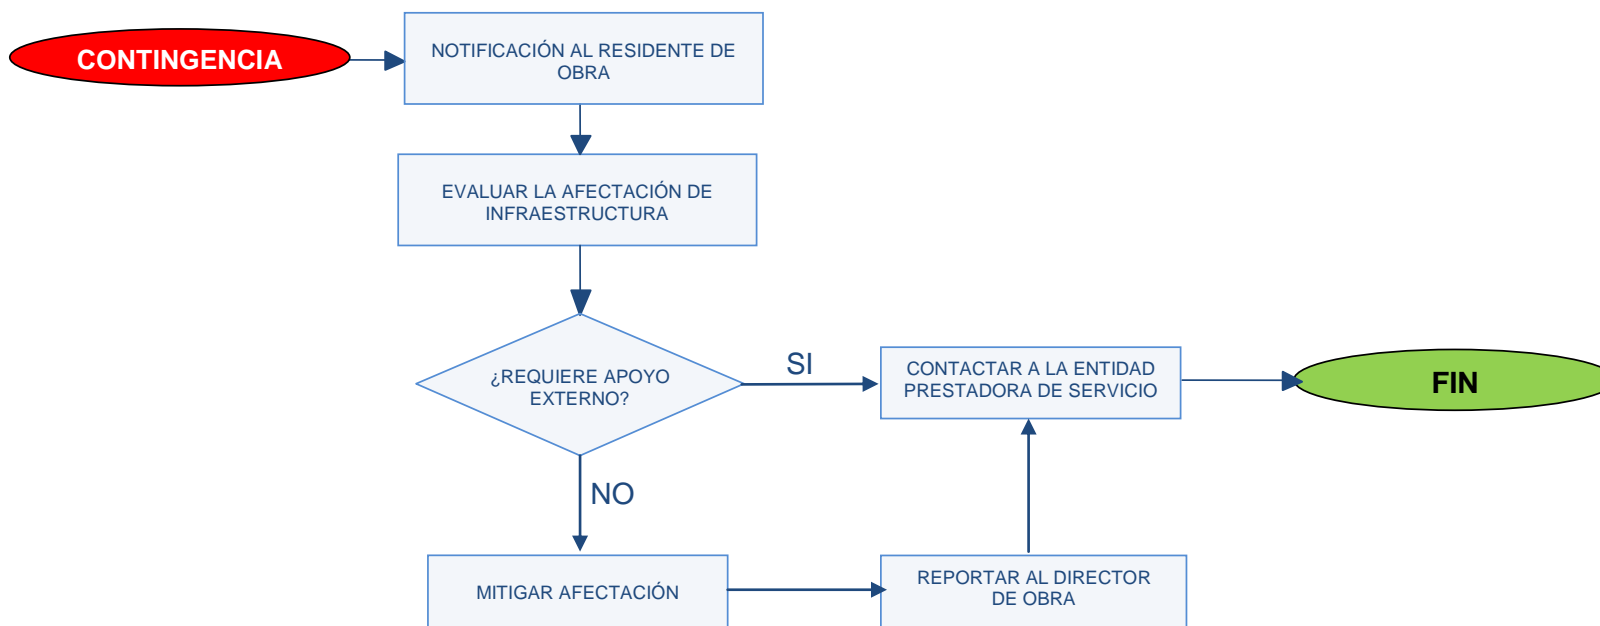 CONTINGENCIA
NOTIFICACIÓN AL RESIDENTE DE
OBRA
EVALUAR LA AFECTACIÓN DE
INFRAESTRUCTURA
¿REQUIERE APOYO
EXTERNO?
SI
CONTACTAR A LA ENTIDAD
PRESTADORA DE SERVICIO
FIN
NO
MITIGAR AFECTACIÓN
REPORTAR AL DIRECTOR
DE OBRA